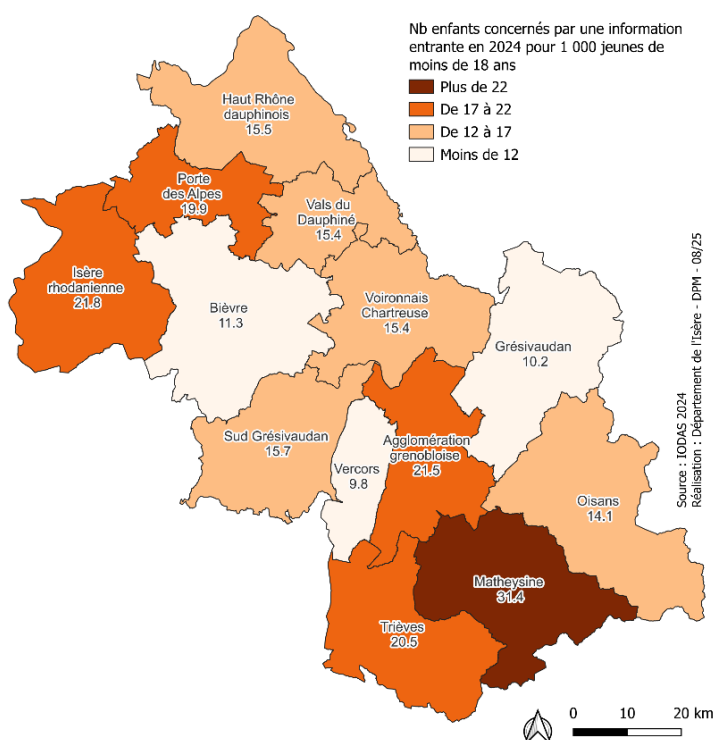 Nb enfants concernés par une information
entrante en 2024 pour 1 000 jeunes de
moins de 18 ans
Plus de 22
De 17 à 22
De 12 à 17
Moins de 12
Haut Rhône
dauphinois
15.5
Porte
des Alpes
19.9
Vals du
Dauphiné
15.4
Isère
rhodanienne
21.8
Bièvre
11.3
Voironnais
Chartreuse
15.4
Grésivaudan
10.2
Sud Grésivaudan
15.7
Vercors
9.8
Agglomération
grenobloise
21.5
Oisans
14.1
Matheysine
31.4
Trièves
20.5
Source : IODAS 2024
Réalisation : Département de l'Isère - DPM - 08/25
0 10 20 km